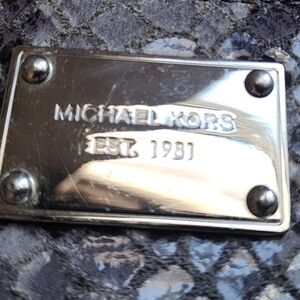 MICHAEL KORS
EST. 1981